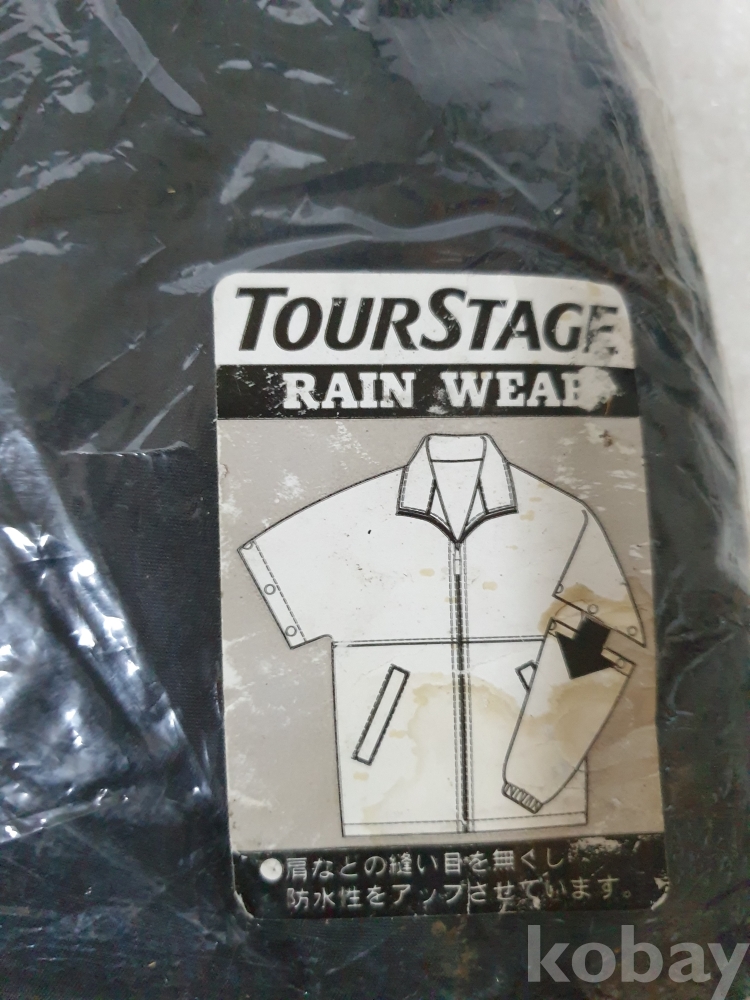 TOURSTAGE
RAIN WEAR
●肩などの縫い目を無くし
防水性をアップさせています。
kobay